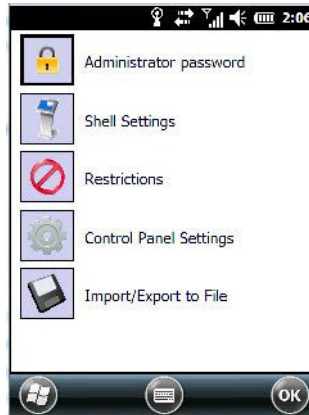 2:06
Administrator password
Shell Settings
Restrictions
Control Panel Settings
Import/Export to File
OK